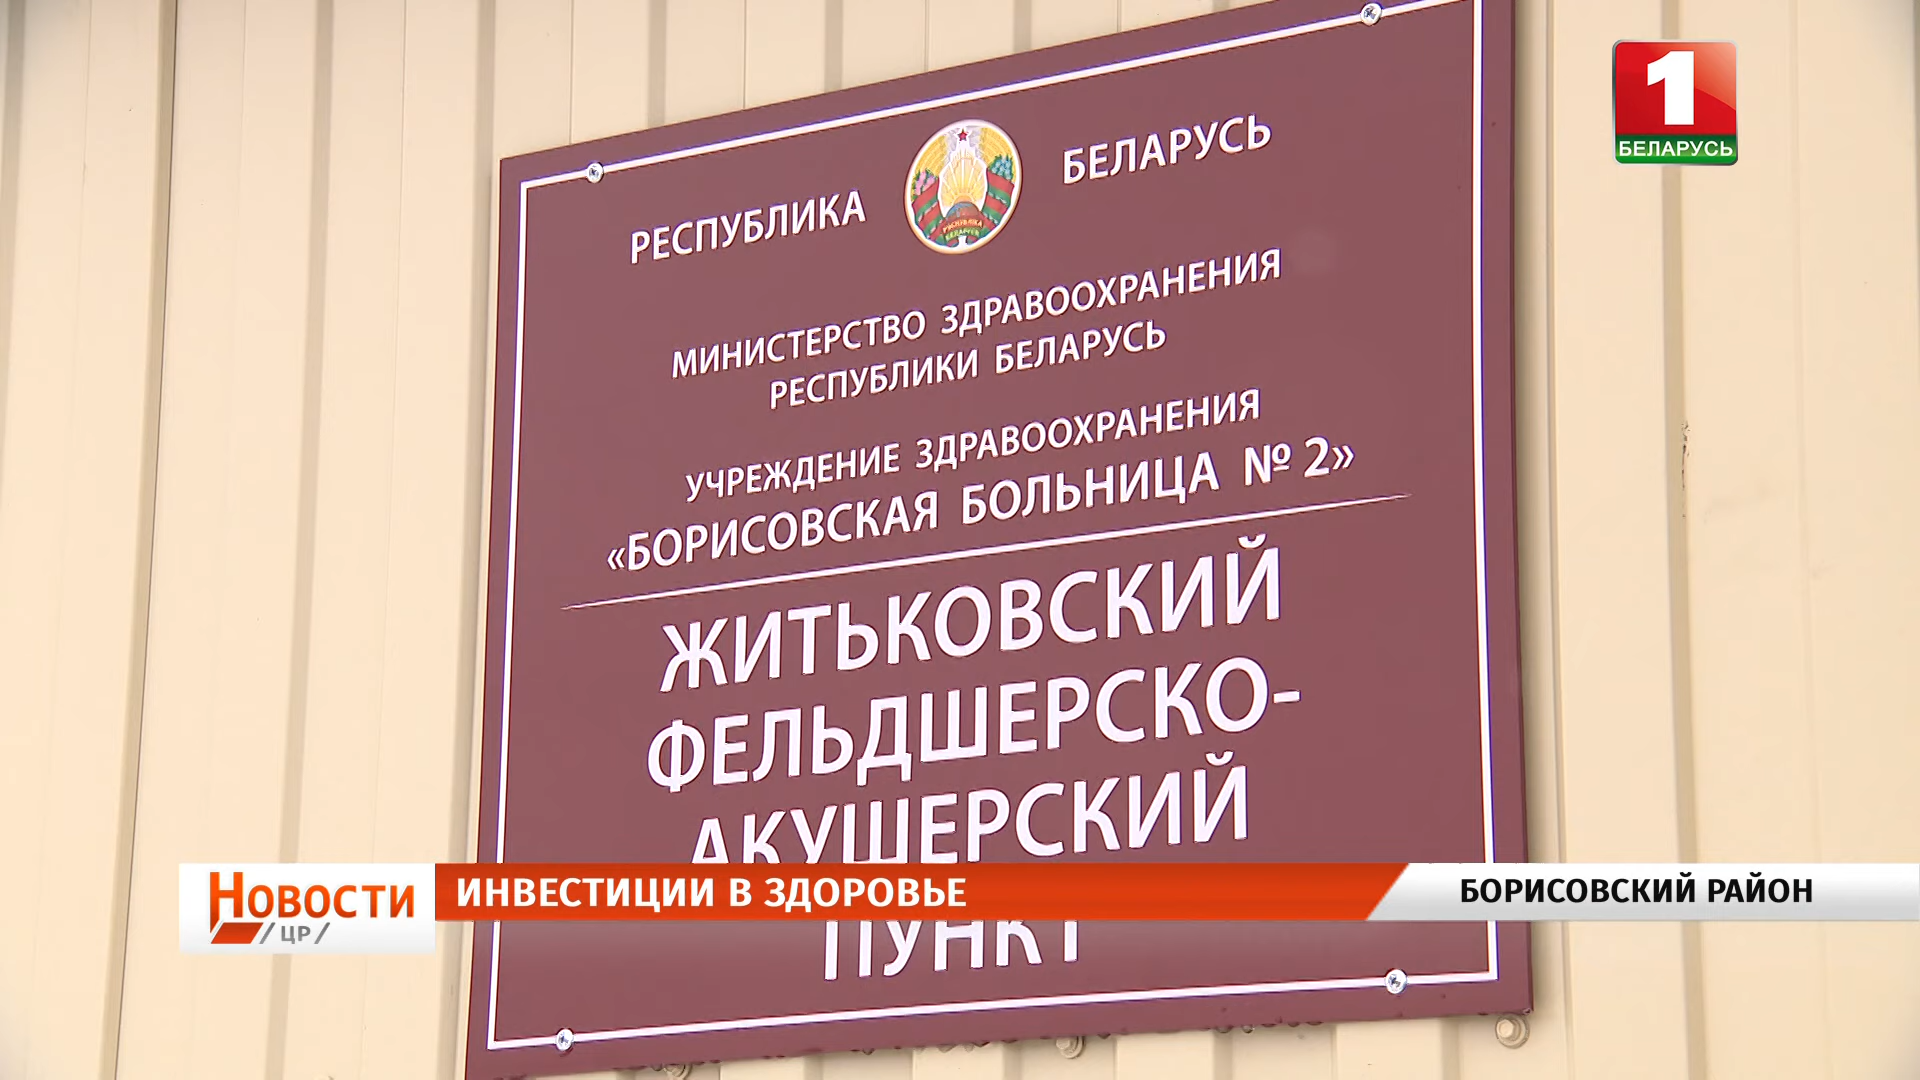 1
БЕЛАРУСЬ
РЕСПУБЛИКА БЕЛАРУСЬ
МИНИСТЕРСТВО ЗДРАВООХРАНЕНИЯ
РЕСПУБЛИКИ БЕЛАРУСЬ
УЧРЕЖДЕНИЕ ЗДРАВООХРАНЕНИЯ
«БОРИСОВСКАЯ БОЛЬНИЦА № 2»
ЖИТЬКОВСКИЙ
ФЕЛЬДШЕРСКО-
АКУШЕРСКИЙ
ПУНКТ
НОВОСТИ
/ЦР/
ИНВЕСТИЦИИ В ЗДОРОВЬЕ
БОРИСОВСКИЙ РАЙОН